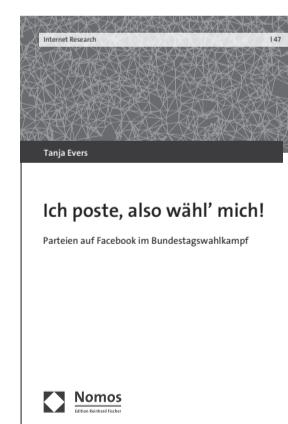 Internet Research | 47
Tanja Evers
Ich poste, also wähl’ mich!
Parteien auf Facebook im Bundestagswahlkampf
Nomos
Edition Reinhard Fischer